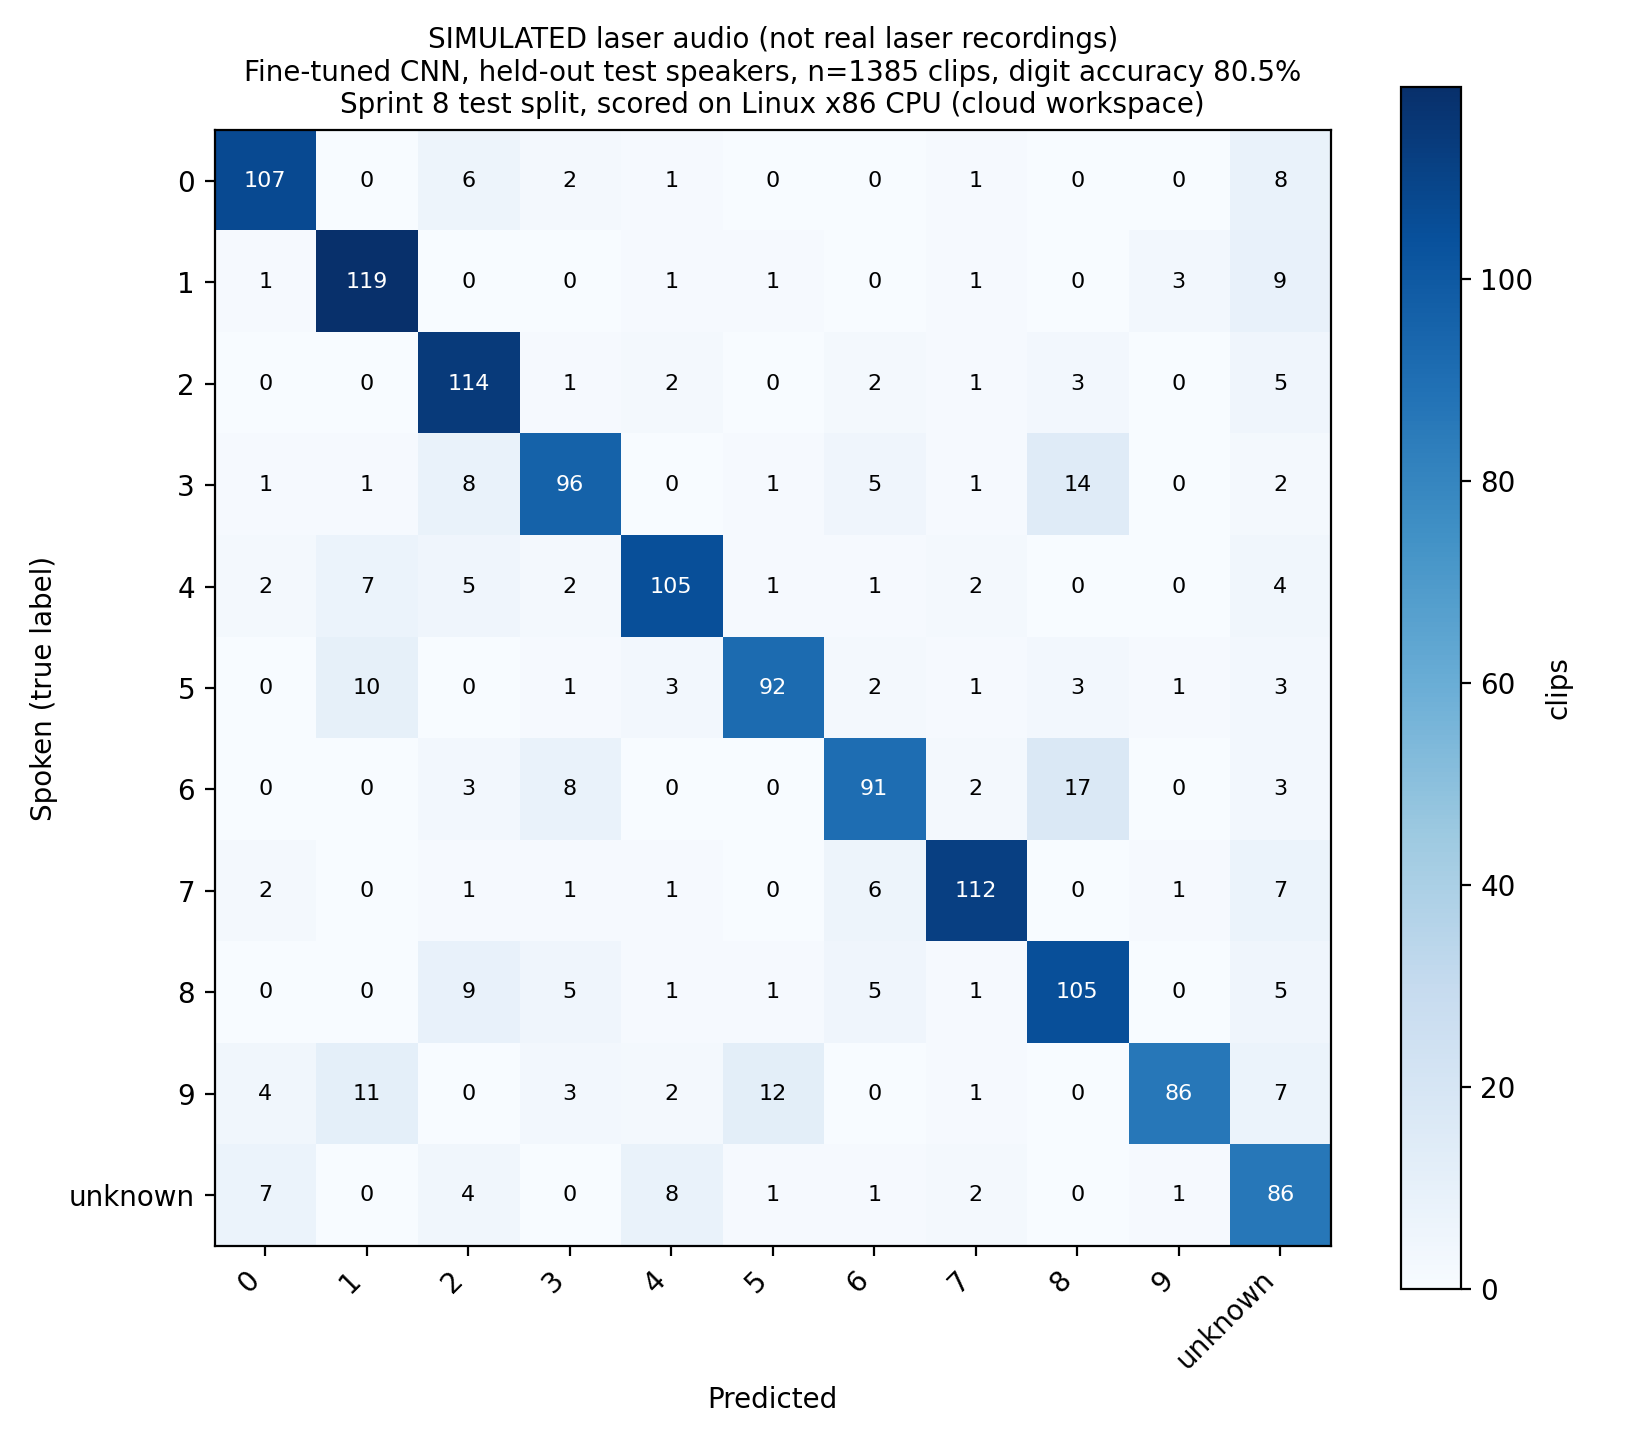 SIMULATED laser audio (not real laser recordings)
Fine-tuned CNN, held-out test speakers, n=1385 clips, digit accuracy 80.5%
Sprint 8 test split, scored on Linux x86 CPU (cloud workspace)
0 107 0 6 2 1 0 0 1 0 0 8
1 1 119 0 0 1 1 0 1 0 3 9
2 0 0 114 1 2 0 2 1 3 0 5
3 1 1 8 96 0 1 5 1 14 0 2
4 2 7 5 2 105 1 1 2 0 0 4
5 0 10 0 1 3 92 2 1 3 1 3
6 0 0 3 8 0 0 91 2 17 0 3
7 2 0 1 1 1 0 6 112 0 1 7
8 0 0 9 5 1 1 5 1 105 0 5
9 4 11 0 3 2 12 0 1 0 86 7
unknown 7 0 4 0 8 1 1 2 0 1 86
0 1 2 3 4 5 6 7 8 9 unknown
Predicted
Spoken (true label)
100
80
60
40
20
0
clips